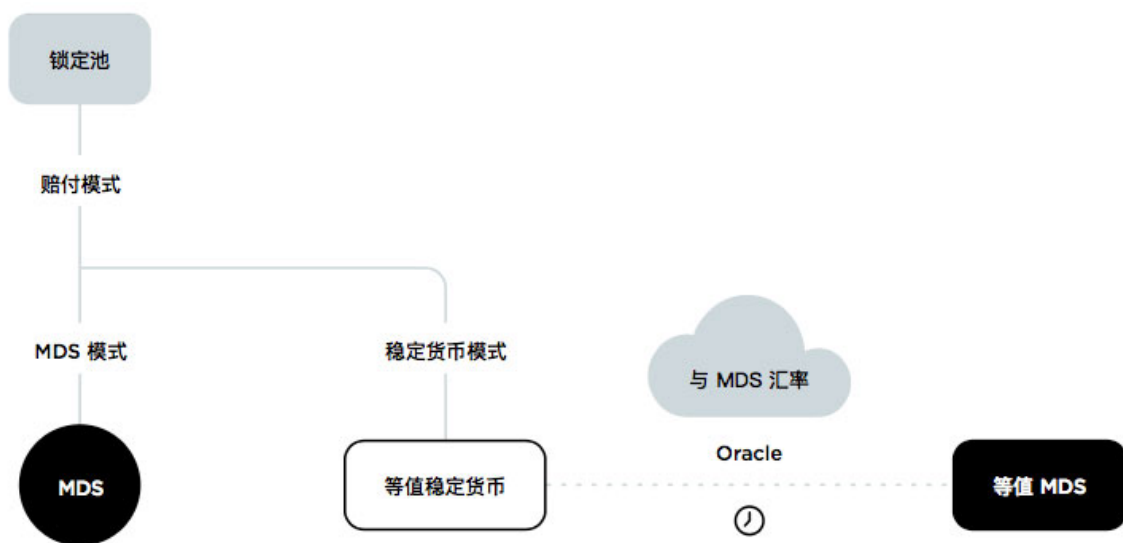 锁定池
赔付模式
MDS 模式
稳定货币模式
与 MDS 汇率
Oracle
MDS
等值稳定货币
等值 MDS